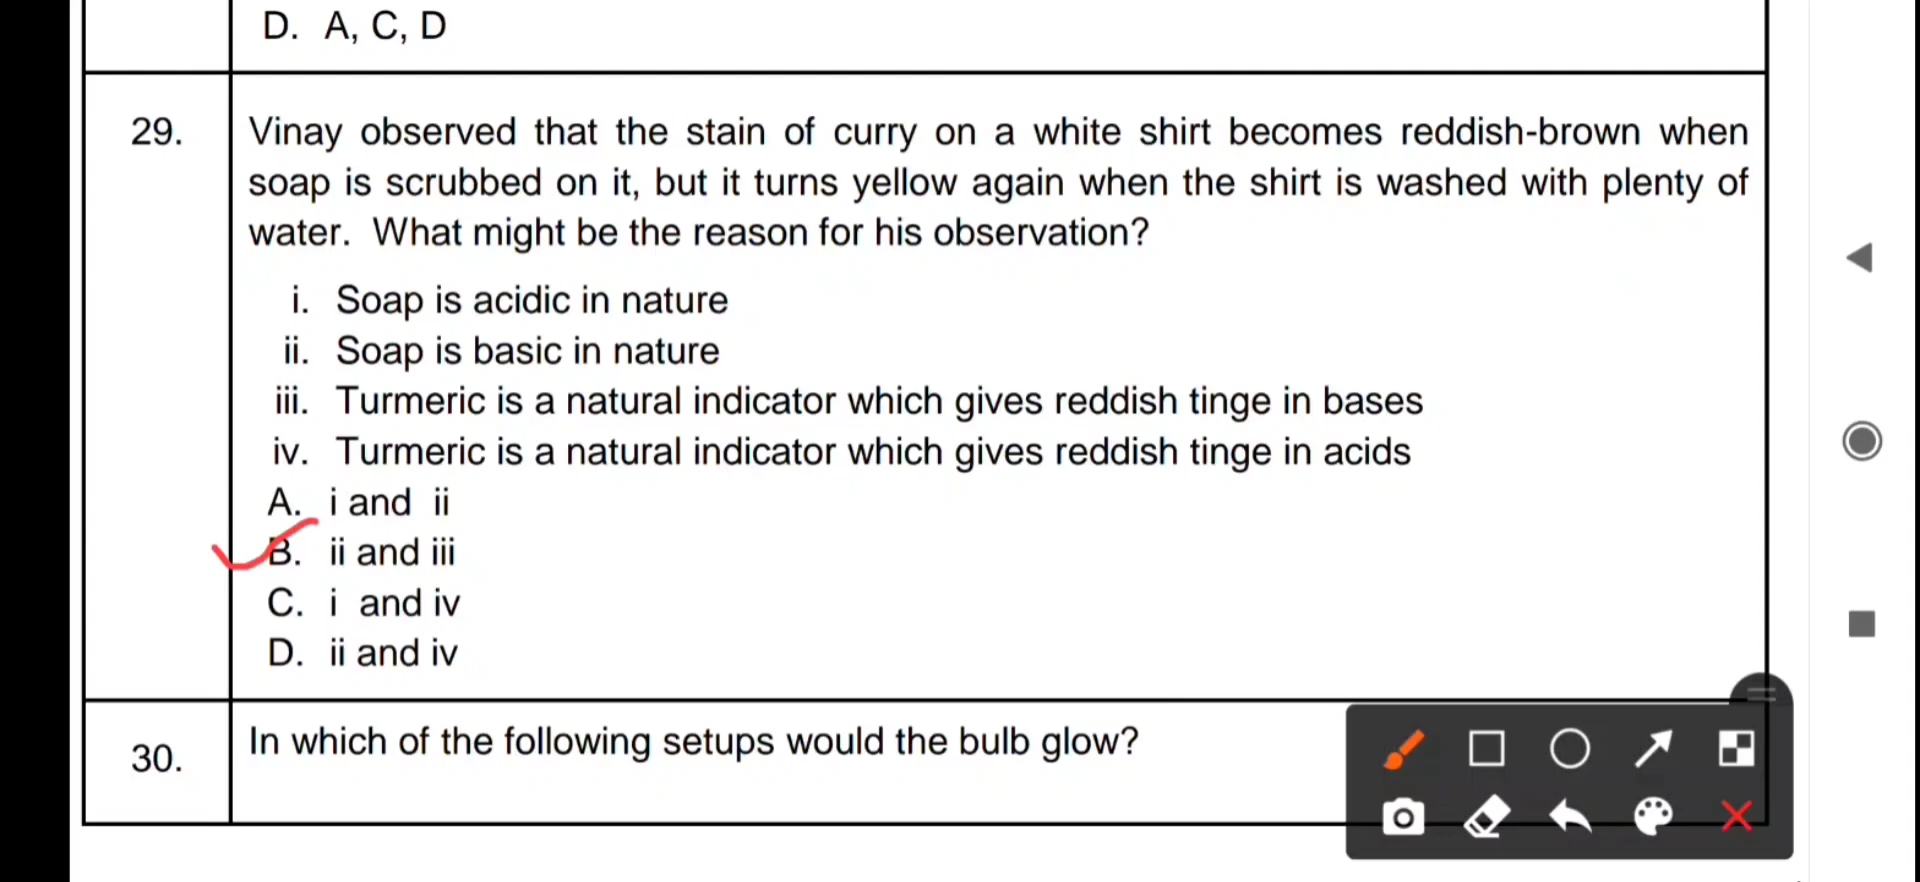 D. A, C, D
29.
Vinay observed that the stain of curry on a white shirt becomes reddish-brown when
soap is scrubbed on it, but it turns yellow again when the shirt is washed with plenty of
water. What might be the reason for his observation?
i. Soap is acidic in nature
ii. Soap is basic in nature
iii. Turmeric is a natural indicator which gives reddish tinge in bases
iv. Turmeric is a natural indicator which gives reddish tinge in acids
A. i and ii
B. ii and iii
C. i and iv
D. ii and iv
30.
In which of the following setups would the bulb glow?